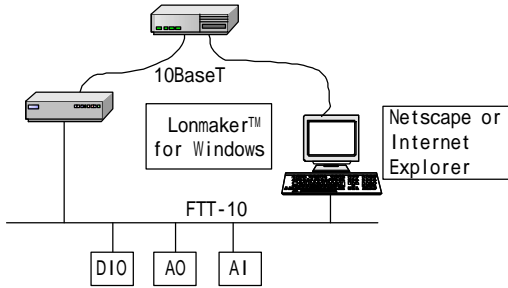 10BaseT
Lonmaker™
for Windows
Netscape or
Internet
Explorer
FTT-10
DIO
AO
AI